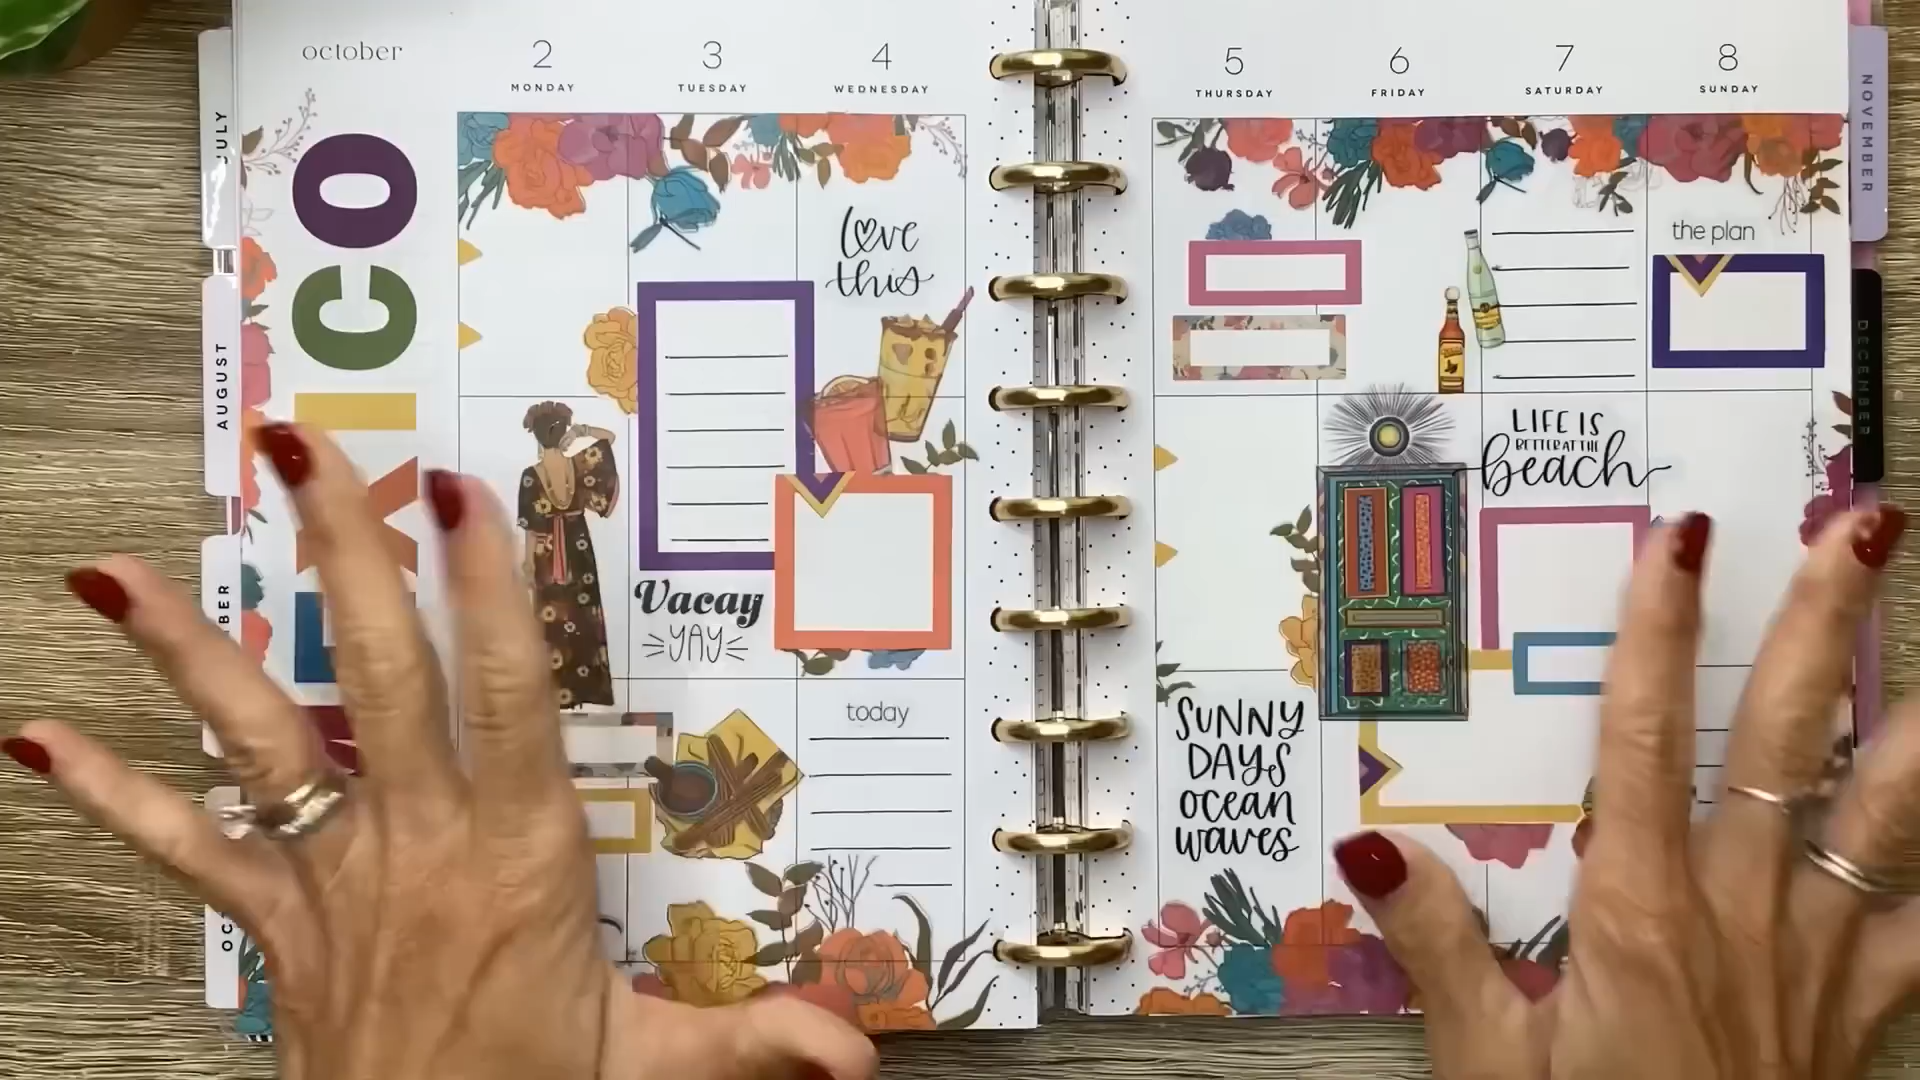 october
2
MONDAY
3
TUESDAY
4
WEDNESDAY
5
THURSDAY
6
FRIDAY
7
SATURDAY
8
SUNDAY
JULY
AUGUST
NOVEMBER
DECEMBER
love
this
Vacay
YAY
today
the plan
LIFE IS
BETTER AT THE
beach
SUNNY
DAYS
ocean
waves